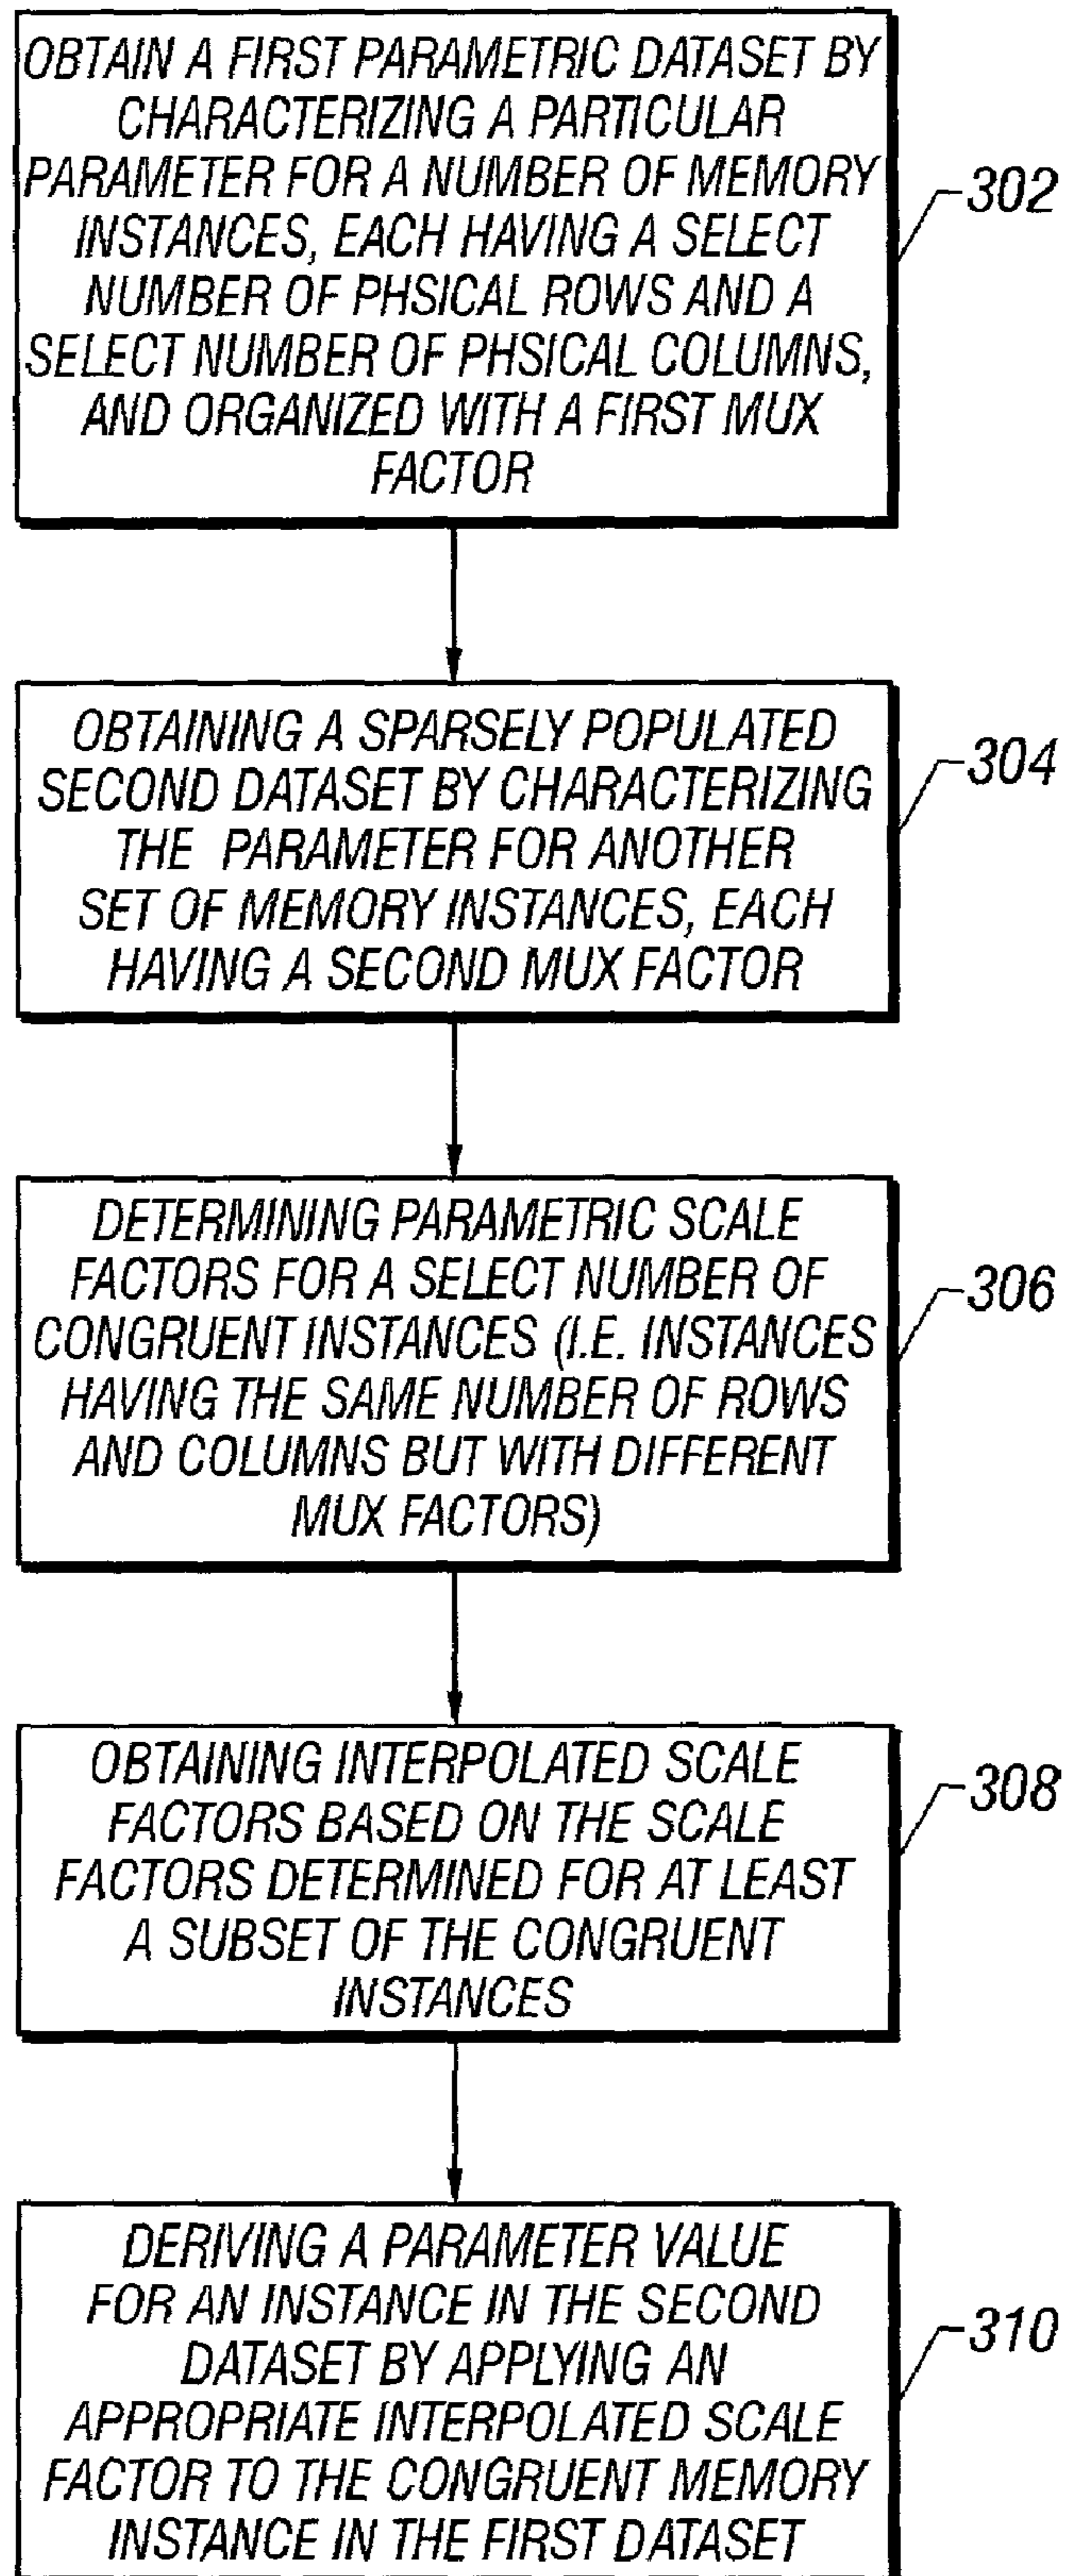 OBTAIN A FIRST PARAMETRIC DATASET BY
CHARACTERIZING A PARTICULAR
PARAMETER FOR A NUMBER OF MEMORY
INSTANCES, EACH HAVING A SELECT
NUMBER OF PHSICAL ROWS AND A
SELECT NUMBER OF PHSICAL COLUMNS,
AND ORGANIZED WITH A FIRST MUX
FACTOR
302
OBTAINING A SPARSELY POPULATED
SECOND DATASET BY CHARACTERIZING
THE PARAMETER FOR ANOTHER
SET OF MEMORY INSTANCES, EACH
HAVING A SECOND MUX FACTOR
304
DETERMINING PARAMETRIC SCALE
FACTORS FOR A SELECT NUMBER OF
CONGRUENT INSTANCES (I.E. INSTANCES
HAVING THE SAME NUMBER OF ROWS
AND COLUMNS BUT WITH DIFFERENT
MUX FACTORS)
306
OBTAINING INTERPOLATED SCALE
FACTORS BASED ON THE SCALE
FACTORS DETERMINED FOR AT LEAST
A SUBSET OF THE CONGRUENT
INSTANCES
308
DERIVING A PARAMETER VALUE
FOR AN INSTANCE IN THE SECOND
DATASET BY APPLYING AN
APPROPRIATE INTERPOLATED SCALE
FACTOR TO THE CONGRUENT MEMORY
INSTANCE IN THE FIRST DATASET
310